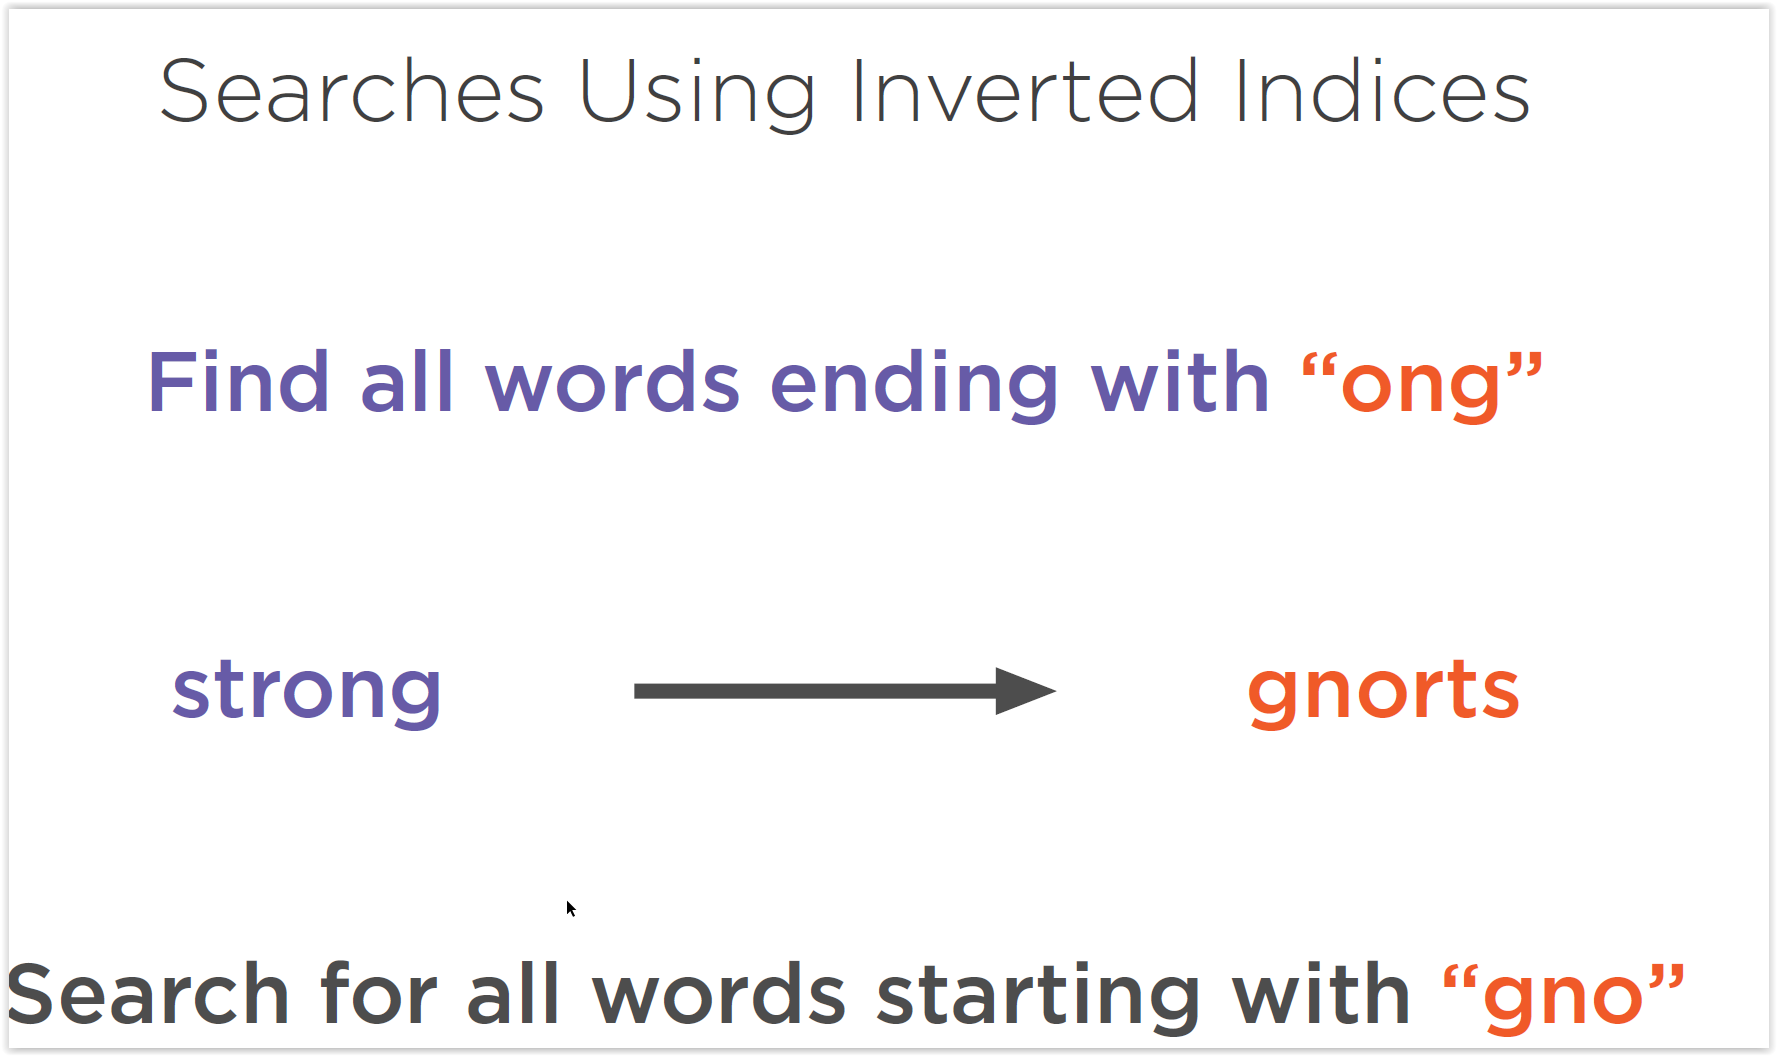 Searches Using Inverted Indices
Find all words ending with “ong”
strong gnorts
Search for all words starting with “gno”